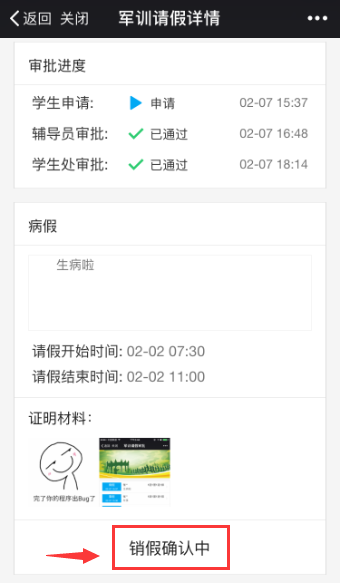 返回 关闭 军训请假详情
审批进度
学生申请: 申请 02-07 15:37
辅导员审批: 已通过 02-07 16:48
学生处审批: 已通过 02-07 18:14
病假
生病啦
请假开始时间: 02-02 07:30
请假结束时间: 02-02 11:00
证明材料:
完了你的程序出Bug了
销假确认中